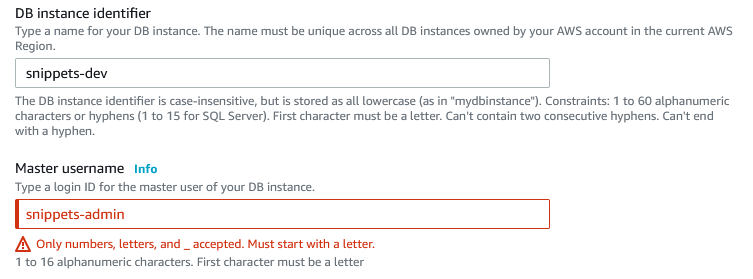 DB instance identifier
Type a name for your DB instance. The name must be unique across all DB instances owned by your AWS account in the current AWS
Region.
snippets-dev
The DB instance identifier is case-insensitive, but is stored as all lowercase (as in "mydbinstance"). Constraints: 1 to 60 alphanumeric
characters or hyphens (1 to 15 for SQL Server). First character must be a letter. Can't contain two consecutive hyphens. Can't end
with a hyphen.
Master username Info
Type a login ID for the master user of your DB instance.
snippets-admin
Only numbers, letters, and _ accepted. Must start with a letter.
1 to 16 alphanumeric characters. First character must be a letter